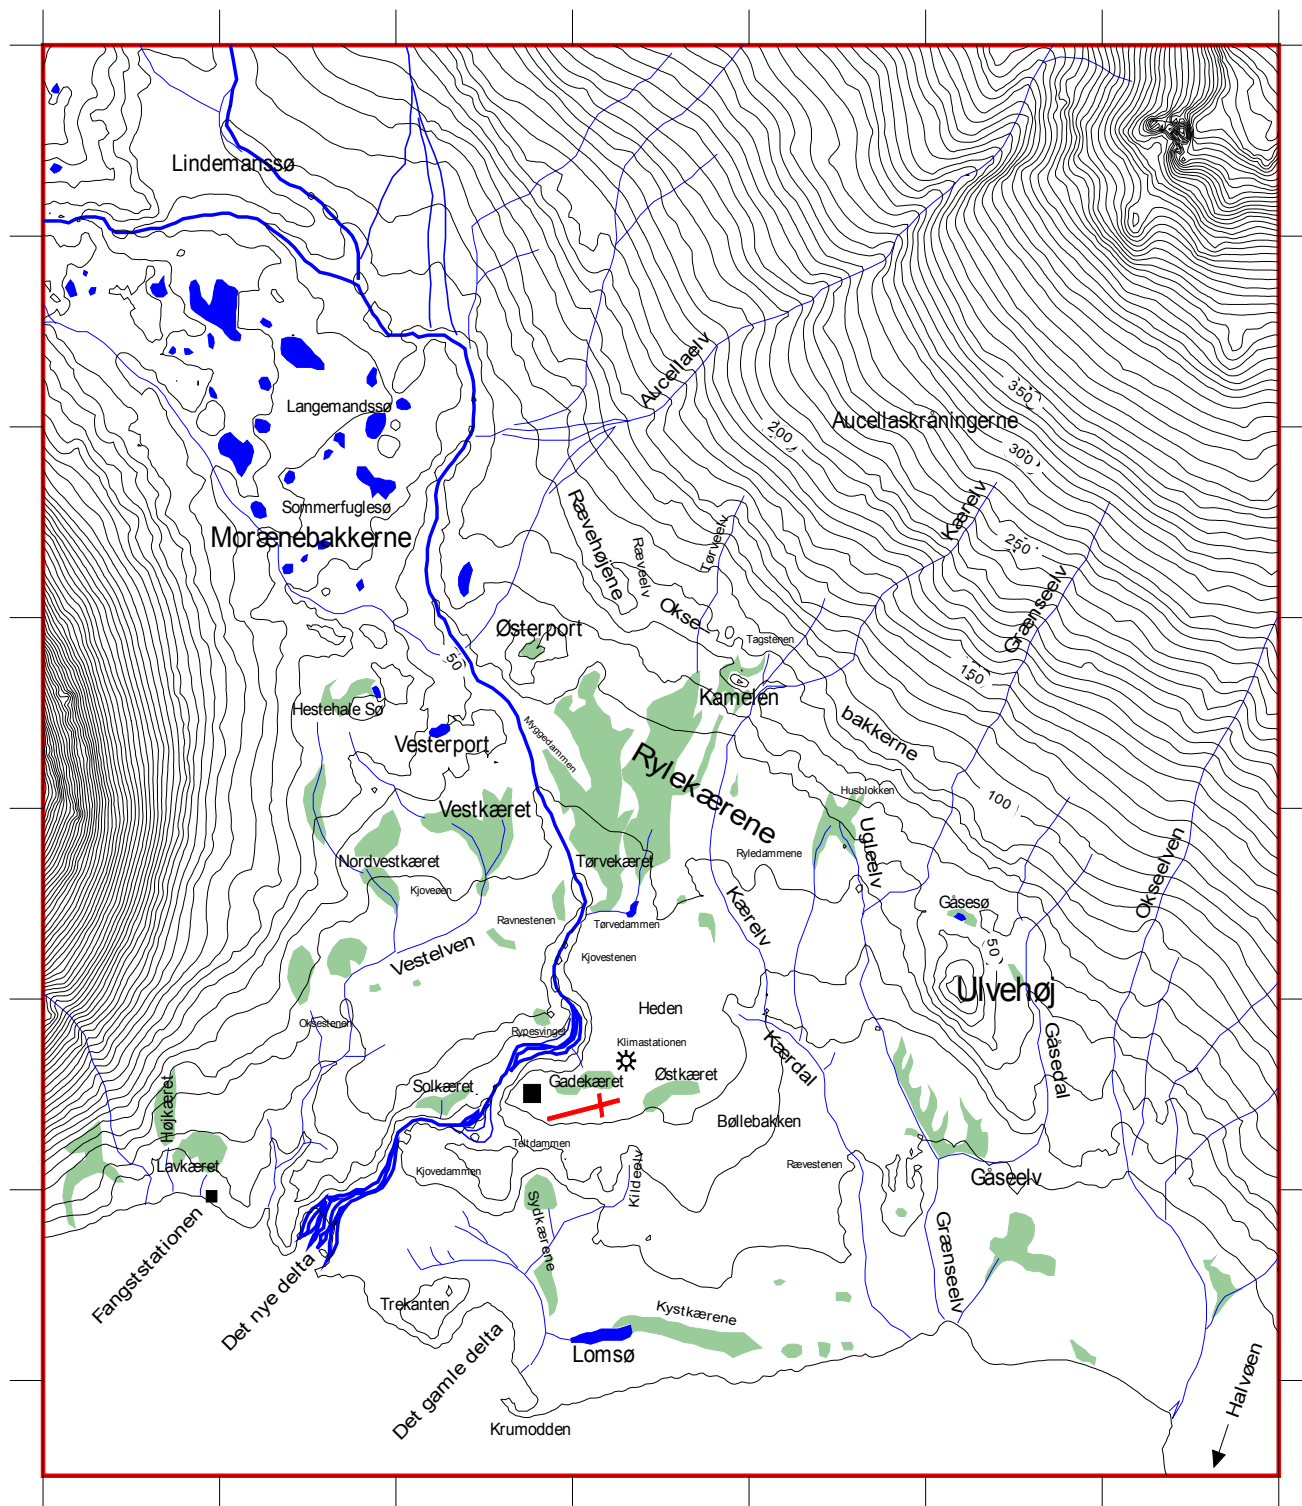 Lindemanssø
Aucellaelv
350
Langemandssø
Aucellaskråningerne
200
300
Sommerfuglesø
Kærelv
Morænebakkerne
Rævehøjene
Ræveelv
Tørveelv
250
Grænseelv
Okse
0
Østerport
Tagstenen
50
150
Kamelen
Hestehale Sø
Vesterport
Myggedammen
bakkerne
Rylekærene
Husblokken
100
Vestkæret
Ugleelv
Nordvestkæret
Tørvekæret
Ryledammene
Okseelven
Kjoveøen
Gåsesø
Ravnestenen
Tørvedammen
Kærelv
Vestelven
Kjovestenen
50
Ulvehøj
Heden
Oksestenen
Rypesvinget
Klimastationen
Kærdal
Gåsedal
Solkæret
Gadekæret
Østkæret
Højkæret
Bøllebakken
Teltdammen
Lavkæret
Kjovedammen
Kildeelv
Rævestenen
Gåseelv
Sydkærene
Fangststationen
Grænseelv
Det nye delta
Trekanten
Kystkærene
Det gamle delta
Lomsø
Halvøen
Krumodden